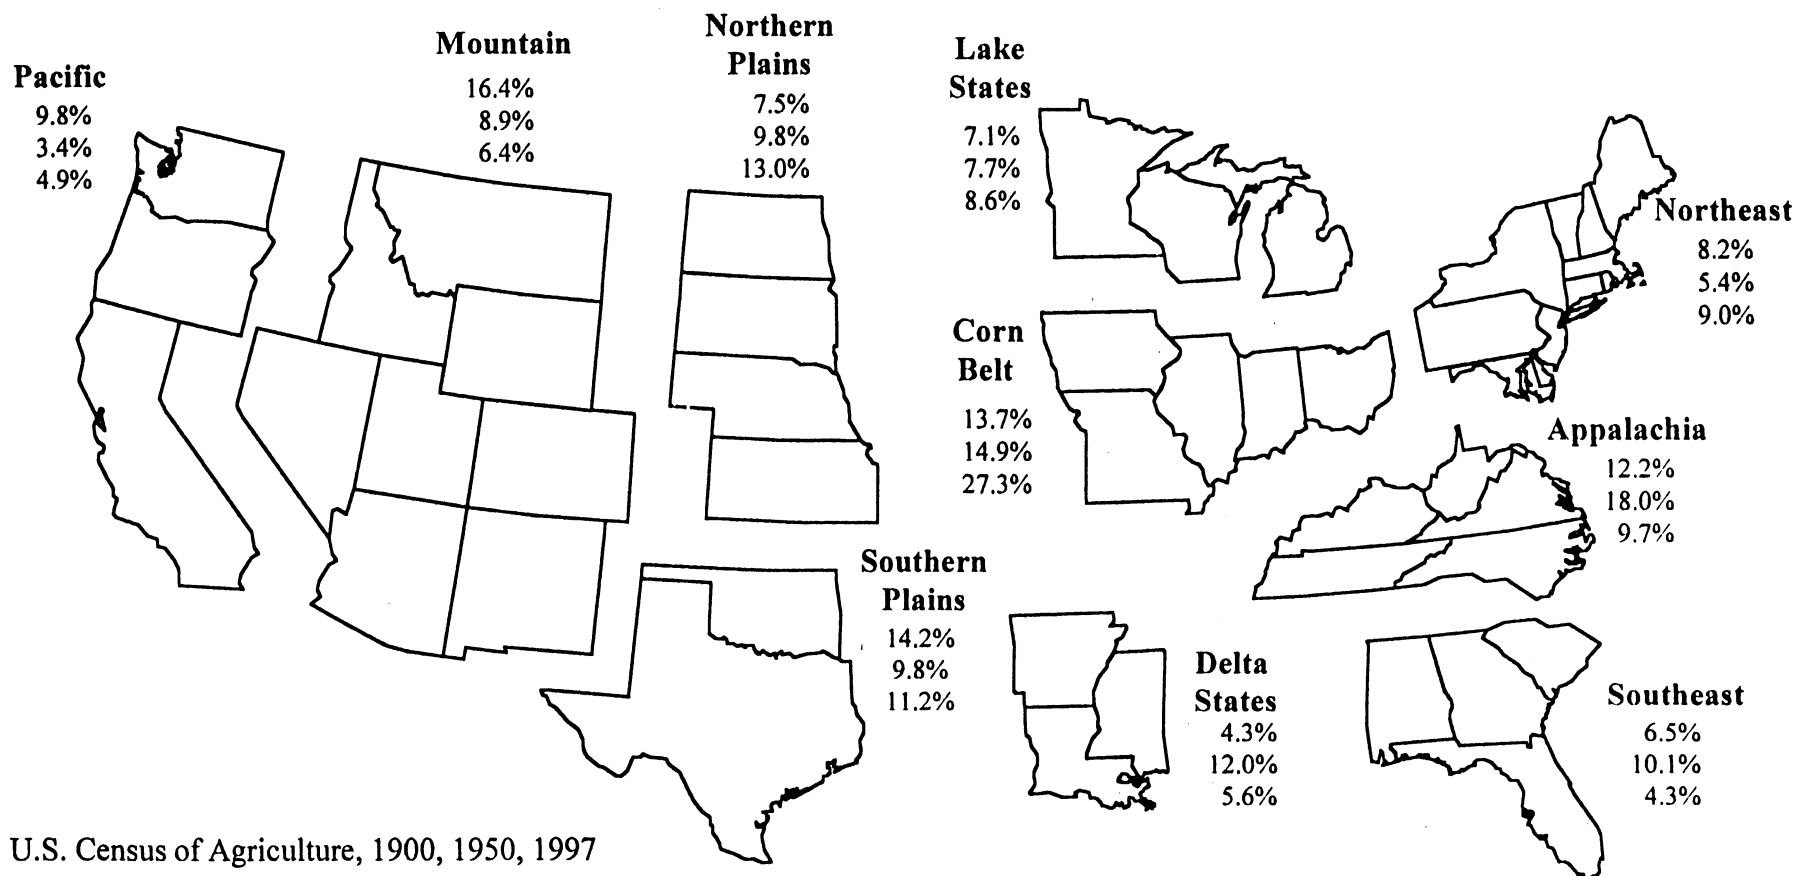 Pacific
9.8%
3.4%
4.9%
Mountain
16.4%
8.9%
6.4%
Northern
Plains
7.5%
9.8%
13.0%
Lake
States
7.1%
7.7%
8.6%
Northeast
8.2%
5.4%
9.0%
Corn
Belt
13.7%
14.9%
27.3%
Appalachia
12.2%
18.0%
9.7%
Southern
Plains
14.2%
9.8%
11.2%
Delta
States
4.3%
12.0%
5.6%
Southeast
6.5%
10.1%
4.3%
U.S. Census of Agriculture, 1900, 1950, 1997